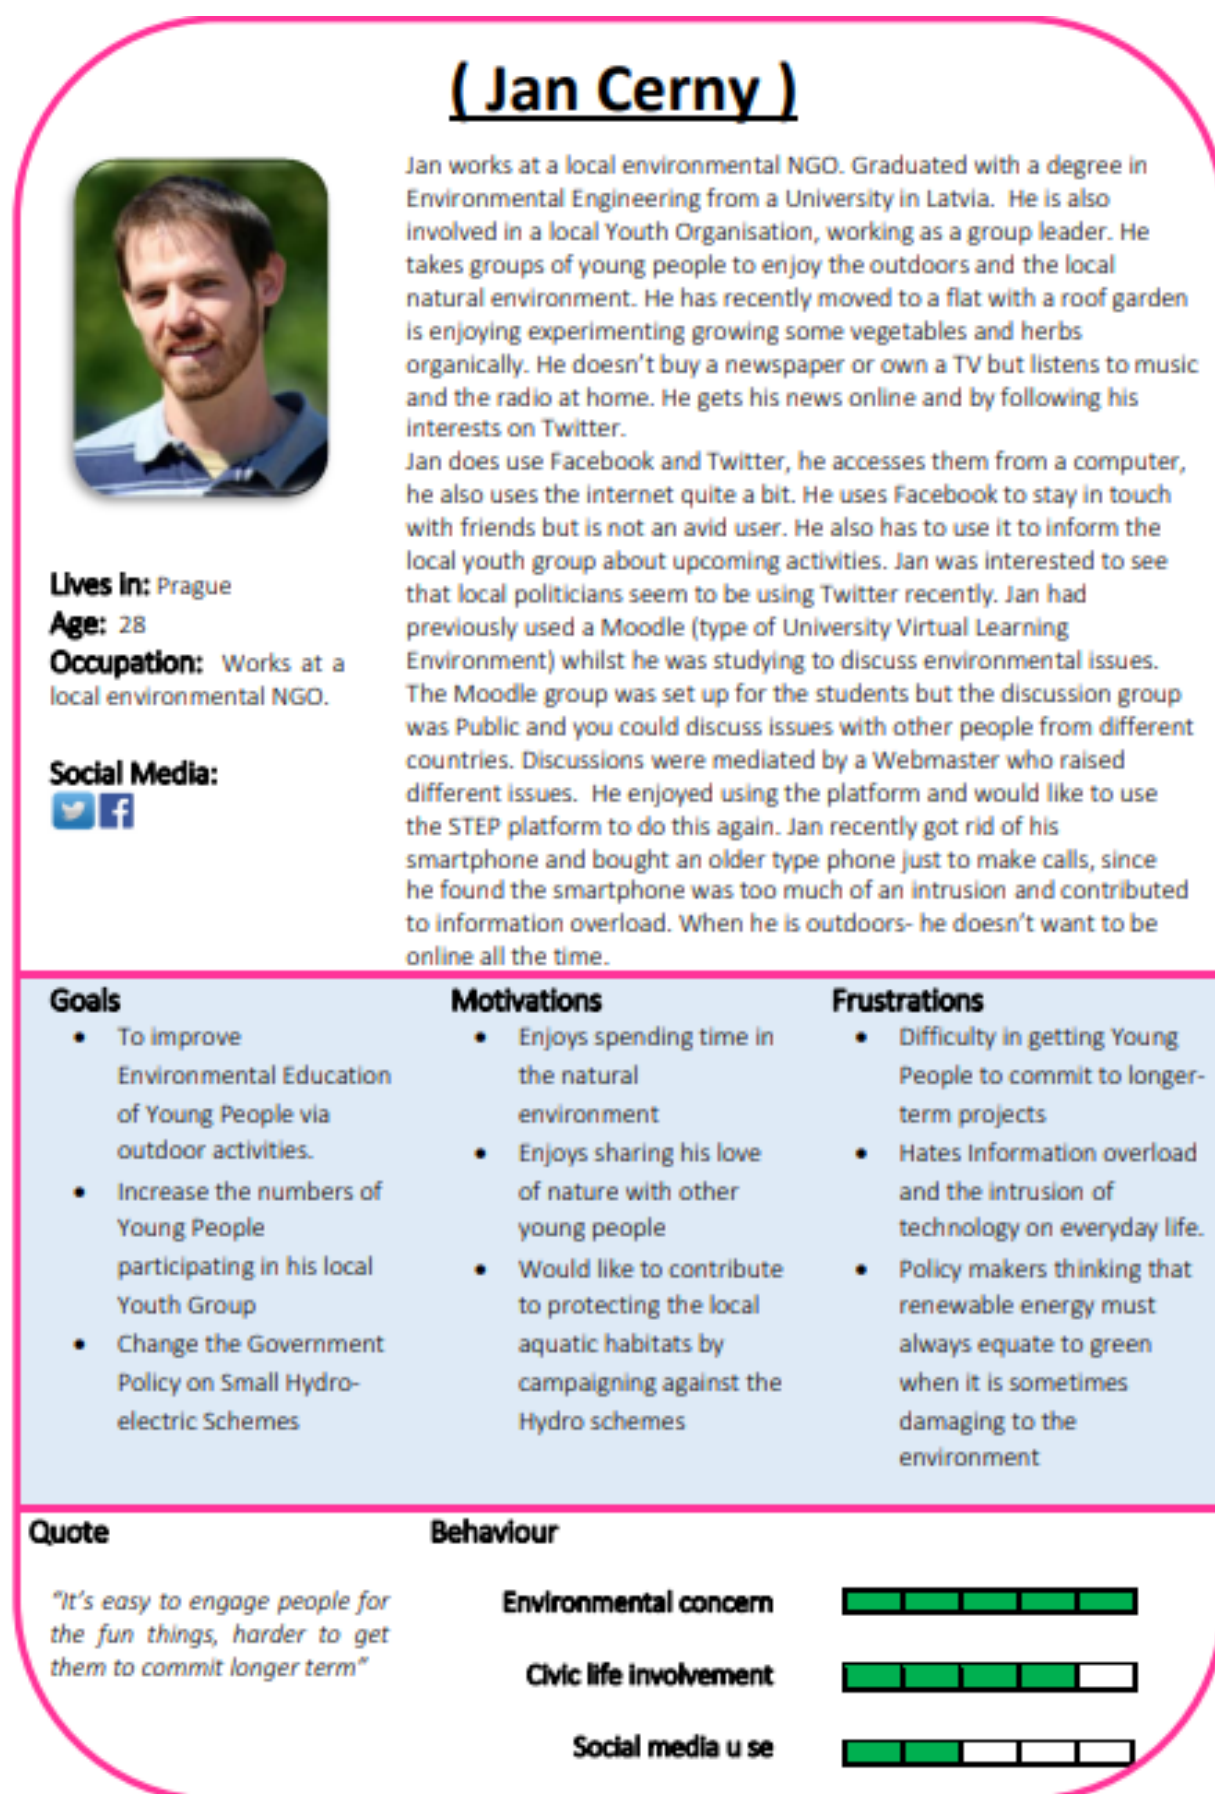 ( Jan Cerny )
Jan works at a local environmental NGO. Graduated with a degree in
Environmental Engineering from a University in Latvia.  He is also
involved in a local Youth Organisation, working as a group leader. He
takes groups of young people to enjoy the outdoors and the local
natural environment. He has recently moved to a flat with a roof garden
is enjoying experimenting growing some vegetables and herbs
organically. He doesn't buy a newspaper or own a TV but listens to music
and the radio at home. He gets his news online and by following his
interests on Twitter.
Jan does use Facebook and Twitter, he accesses them from a computer,
he also uses the internet quite a bit. He uses Facebook to stay in touch
with friends but is not an avid user. He also has to use it to inform the
local youth group about upcoming activities. Jan was interested to see
that local politicians seem to be using Twitter recently. Jan had
previously used a Moodle (type of University Virtual Learning
Environment) whilst he was studying to discuss environmental issues.
The Moodle group was set up for the students but the discussion group
was Public and you could discuss issues with other people from different
countries. Discussions were mediated by a Webmaster who raised
different issues.  He enjoyed using the platform and would like to use
the STEP platform to do this again. Jan recently got rid of his
smartphone and bought an older type phone just to make calls, since
he found the smartphone was too much of an intrusion and contributed
to information overload. When he is outdoors- he doesn't want to be
online all the time.
Lives in: Prague
Age: 28
Occupation: Works at a
local environmental NGO.
Social Media:
Goals
• To improve
Environmental Education
of Young People via
outdoor activities.
• Increase the numbers of
Young People
participating in his local
Youth Group
• Change the Government
Policy on Small Hydro-
electric Schemes
Motivations
• Enjoys spending time in
the natural
environment
• Enjoys sharing his love
of nature with other
young people
• Would like to contribute
to protecting the local
aquatic habitats by
campaigning against the
Hydro schemes
Frustrations
• Difficulty in getting Young
People to commit to longer-
term projects
• Hates Information overload
and the intrusion of
technology on everyday life.
• Policy makers thinking that
renewable energy must
always equate to green
when it is sometimes
damaging to the
environment
Quote
"It's easy to engage people for
the fun things, harder to get
them to commit longer term"
Behaviour
Environmental concern
Civic life involvement
Social media u se